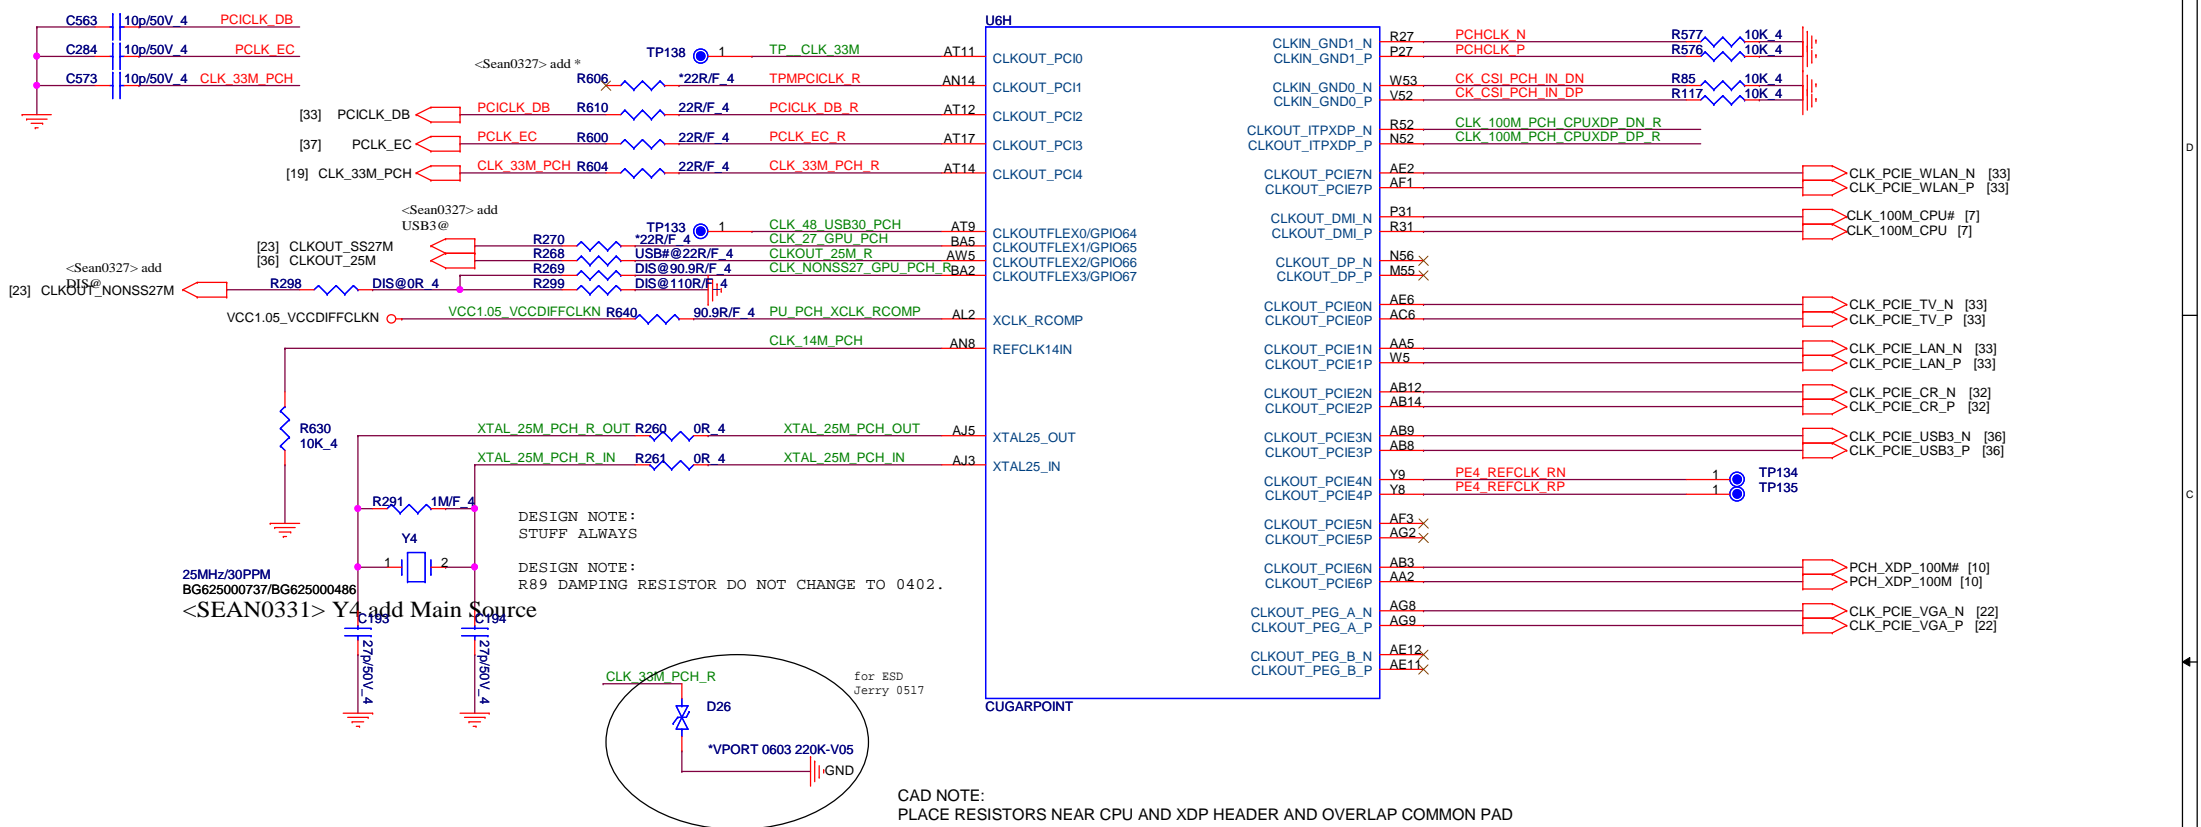 C563 10p/50V_4 PCICLK_DB
C284 10p/50V_4 PCLK_EC
C573 10p/50V_4 CLK_33M_PCH
U6H
TP138 1 TP__CLK_33M AT11 CLKOUT_PCI0
<Sean0327> add *
R606 *22R/F_4 TPMPCICLK_R AN14 CLKOUT_PCI1
[33] PCICLK_DB PCICLK_DB R610 22R/F_4 PCICLK_DB_R AT12 CLKOUT_PCI2
[37] PCLK_EC PCLK_EC R600 22R/F_4 PCLK_EC_R AT17 CLKOUT_PCI3
[19] CLK_33M_PCH CLK_33M_PCH R604 22R/F_4 CLK_33M_PCH_R AT14 CLKOUT_PCI4
<Sean0327> add
USB3@
TP133 1 CLK_48_USB30_PCH AT9 CLKOUTFLEX0/GPIO64
[23] CLKOUT_SS27M R270 *22R/F_4 CLK_27_GPU_PCH BA5 CLKOUTFLEX1/GPIO65
[36] CLKOUT_25M R268 USB#@22R/F_4 CLKOUT_25M_R AW5 CLKOUTFLEX2/GPIO66
<Sean0327> add
DIS@
R269 DIS@90.9R/F_4 CLK_NONSS27_GPU_PCH_R BA2 CLKOUTFLEX3/GPIO67
[23] CLKOUT_NONSS27M R298 DIS@0R_4 R299 DIS@110R/F_4
VCC1.05_VCCDIFFCLKN VCC1.05_VCCDIFFCLKN R640 90.9R/F_4 PU_PCH_XCLK_RCOMP AL2 XCLK_RCOMP
CLK_14M_PCH AN8 REFCLK14IN
R630
10K_4
XTAL_25M_PCH_R_OUT R260 0R_4 XTAL_25M_PCH_OUT AJ5 XTAL25_OUT
XTAL_25M_PCH_R_IN R261 0R_4 XTAL_25M_PCH_IN AJ3 XTAL25_IN
R291 1M/F_4
Y4
1 2
25MHz/30PPM
BG625000737/BG625000486
<SEAN0331> Y4 add Main Source
C193 27p/50V_4
C194 27p/50V_4
DESIGN NOTE:
STUFF ALWAYS
DESIGN NOTE:
R89 DAMPING RESISTOR DO NOT CHANGE TO 0402.
CLK_33M_PCH_R
D26
*VPORT 0603 220K-V05
GND
for ESD
Jerry 0517
CLKIN_GND1_N R27 PCHCLK_N R577 10K_4
CLKIN_GND1_P P27 PCHCLK_P R576 10K_4
CLKIN_GND0_N W53 CK_CSI_PCH_IN_DN R85 10K_4
CLKIN_GND0_P V52 CK_CSI_PCH_IN_DP R117 10K_4
CLKOUT_ITPXDP_N R52 CLK_100M_PCH_CPUXDP_DN_R
CLKOUT_ITPXDP_P N52 CLK_100M_PCH_CPUXDP_DP_R
CLKOUT_PCIE7N AE2 CLK_PCIE_WLAN_N [33]
CLKOUT_PCIE7P AF1 CLK_PCIE_WLAN_P [33]
CLKOUT_DMI_N P31 CLK_100M_CPU# [7]
CLKOUT_DMI_P R31 CLK_100M_CPU [7]
CLKOUT_DP_N N56
CLKOUT_DP_P M55
CLKOUT_PCIE0N AE6 CLK_PCIE_TV_N [33]
CLKOUT_PCIE0P AC6 CLK_PCIE_TV_P [33]
CLKOUT_PCIE1N AA5 CLK_PCIE_LAN_N [33]
CLKOUT_PCIE1P W5 CLK_PCIE_LAN_P [33]
CLKOUT_PCIE2N AB12 CLK_PCIE_CR_N [32]
CLKOUT_PCIE2P AB14 CLK_PCIE_CR_P [32]
CLKOUT_PCIE3N AB9 CLK_PCIE_USB3_N [36]
CLKOUT_PCIE3P AB8 CLK_PCIE_USB3_P [36]
CLKOUT_PCIE4N Y9 PE4_REFCLK_RN 1 TP134
CLKOUT_PCIE4P Y8 PE4_REFCLK_RP 1 TP135
CLKOUT_PCIE5N AF3
CLKOUT_PCIE5P AG2
CLKOUT_PCIE6N AB3 PCH_XDP_100M# [10]
CLKOUT_PCIE6P AA2 PCH_XDP_100M [10]
CLKOUT_PEG_A_N AG8 CLK_PCIE_VGA_N [22]
CLKOUT_PEG_A_P AG9 CLK_PCIE_VGA_P [22]
CLKOUT_PEG_B_N AE12
CLKOUT_PEG_B_P AE11
CUGARPOINT
CAD NOTE:
PLACE RESISTORS NEAR CPU AND XDP HEADER AND OVERLAP COMMON PAD
D
C